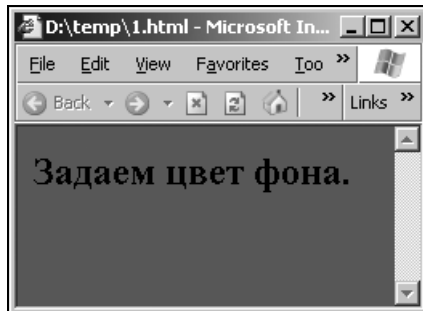 D:\temp\1.html - Microsoft In...
File Edit View Favorites Too »
Back » Links »
Задаем цвет фона.